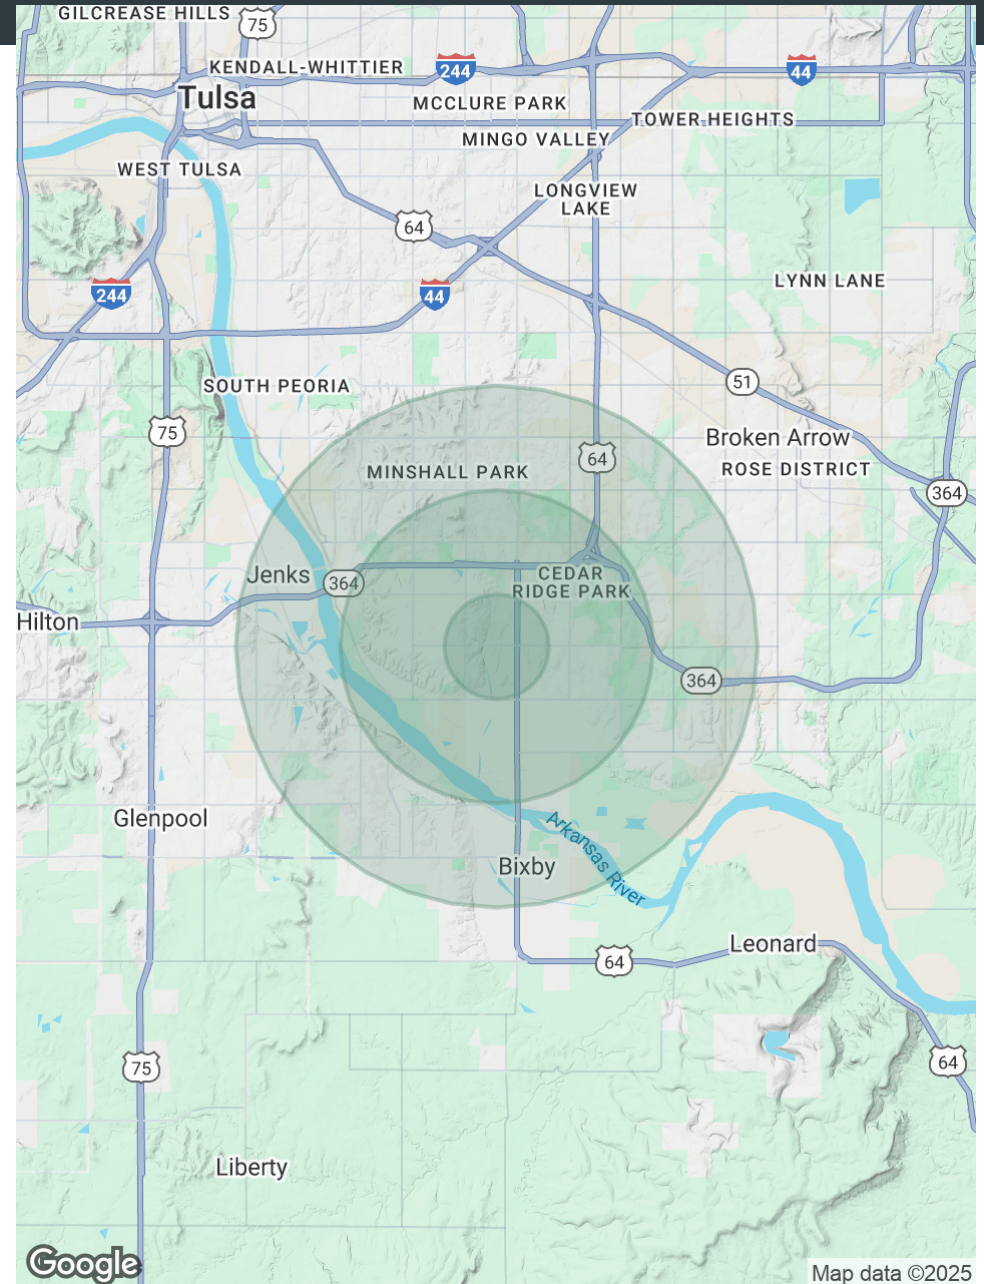 GILCREASE HILLS
75
KENDALL-WHITTIER
244
44
Tulsa
MCCLURE PARK
TOWER HEIGHTS
MINGO VALLEY
WEST TULSA
LONGVIEW
LAKE
64
LYNN LANE
244
44
SOUTH PEORIA
51
75
Broken Arrow
64
MINSHALL PARK
ROSE DISTRICT
364
Jenks
364
CEDAR
RIDGE PARK
Hilton
364
Glenpool
Arkansas River
Bixby
Leonard
64
75
64
Liberty
Google
Map data ©2025